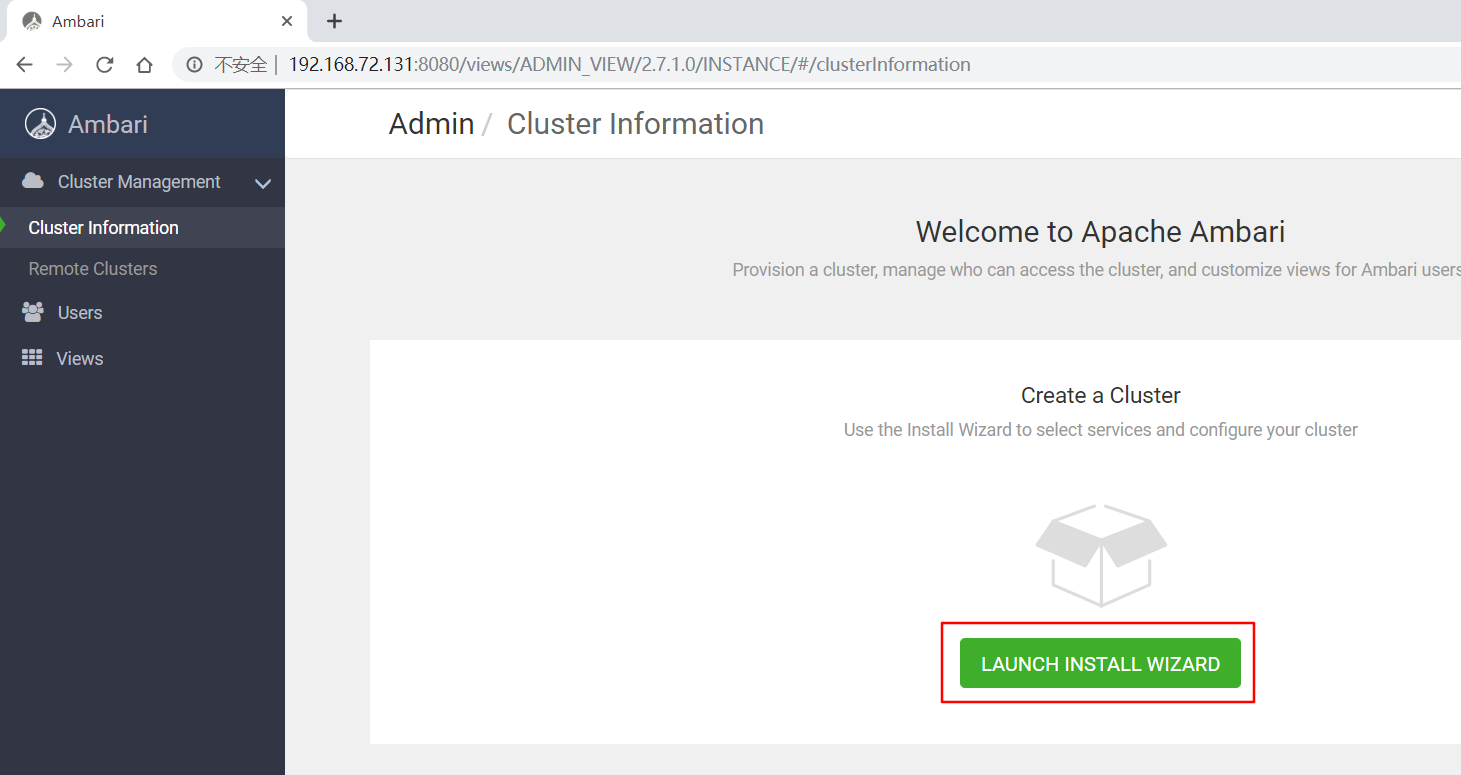 Ambari
不安全 | 192.168.72.131:8080/views/ADMIN_VIEW/2.7.1.0/INSTANCE/#/clusterInformation
Ambari
Cluster Management
Cluster Information
Remote Clusters
Users
Views
Admin / Cluster Information
Welcome to Apache Ambari
Provision a cluster, manage who can access the cluster, and customize views for Ambari users
Create a Cluster
Use the Install Wizard to select services and configure your cluster
LAUNCH INSTALL WIZARD